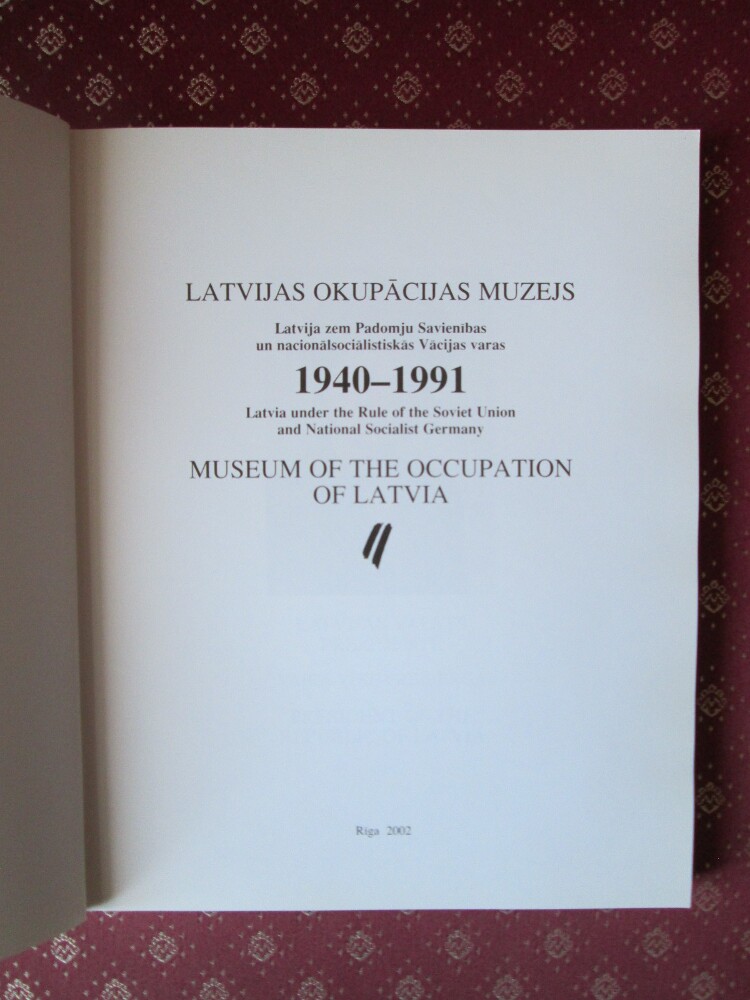 LATVIJAS OKUPĀCIJAS MUZEJS
Latvija zem Padomju Savienības
un nacionālsociālistiskās Vācijas varas
1940–1991
Latvia under the Rule of the Soviet Union
and National Socialist Germany
MUSEUM OF THE OCCUPATION
OF LATVIA
Rīga 2002